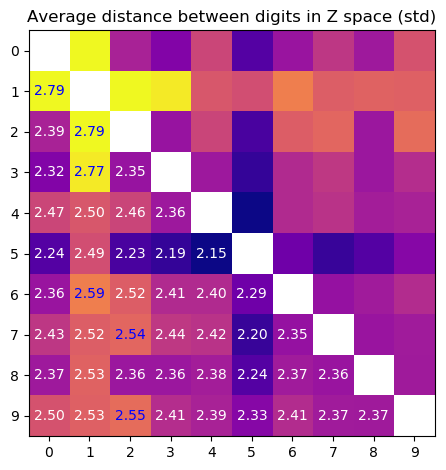 Average distance between digits in Z space (std)
0
1 2.79
2 2.39 2.79
3 2.32 2.77 2.35
4 2.47 2.50 2.46 2.36
5 2.24 2.49 2.23 2.19 2.15
6 2.36 2.59 2.52 2.41 2.40 2.29
7 2.43 2.52 2.54 2.44 2.42 2.20 2.35
8 2.37 2.53 2.36 2.36 2.38 2.24 2.37 2.36
9 2.50 2.53 2.55 2.41 2.39 2.33 2.41 2.37 2.37
0 1 2 3 4 5 6 7 8 9